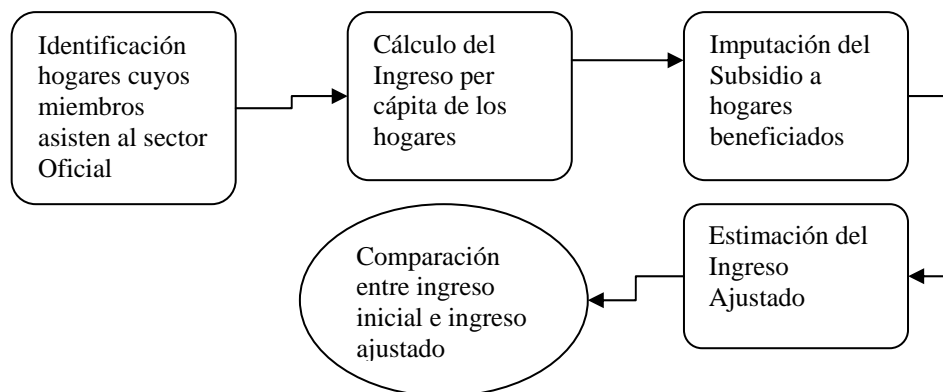 Identificación
hogares cuyos
miembros
asisten al sector
Oficial
Cálculo del
Ingreso per
cápita de los
hogares
Imputación del
Subsidio a
hogares
beneficiados
Estimación del
Ingreso
Ajustado
Comparación
entre ingreso
inicial e ingreso
ajustado